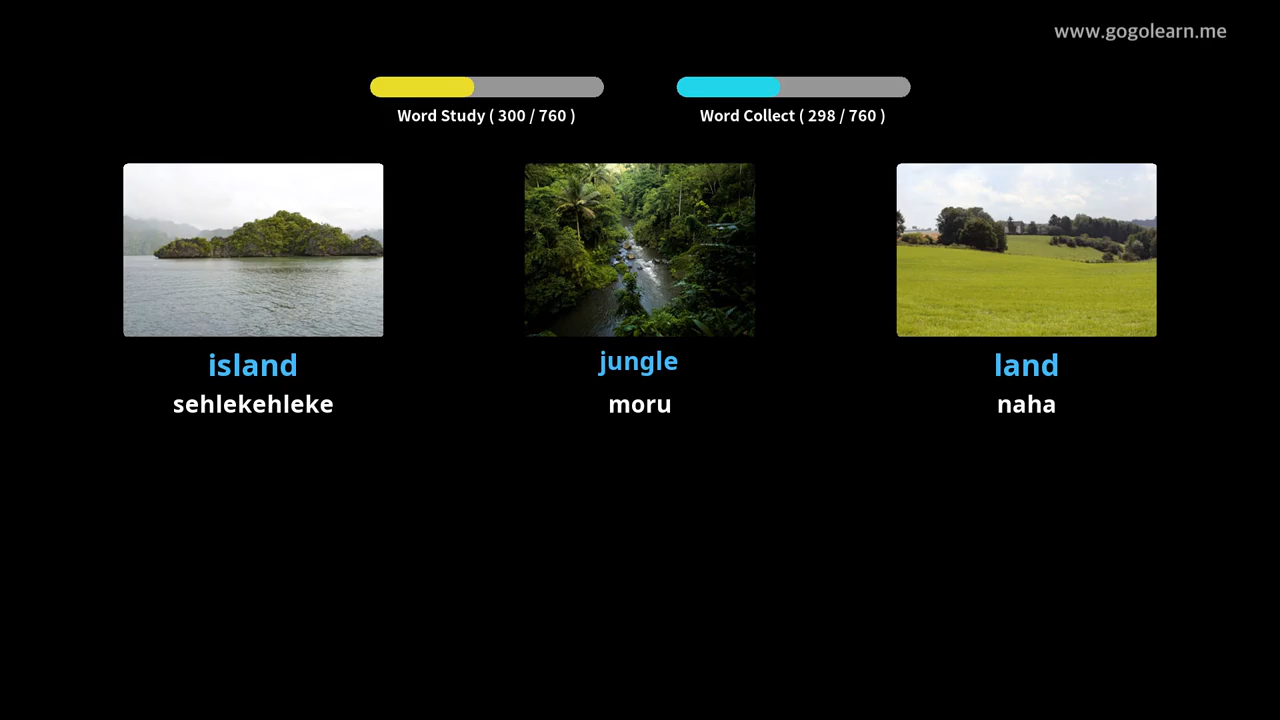 www.gogolearn.me
Word Study ( 300 / 760 )
Word Collect ( 298 / 760 )
island
jungle
land
sehlekehleke
moru
naha